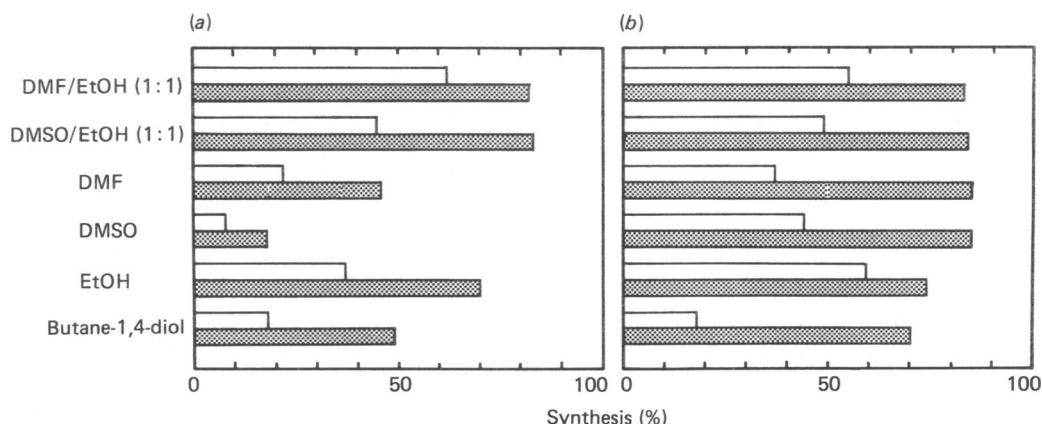 (a)
(b)
DMF/EtOH (1:1)
DMSO/EtOH (1:1)
DMF
DMSO
EtOH
Butane-1,4-diol
0 50 100 0 50 100
Synthesis (%)